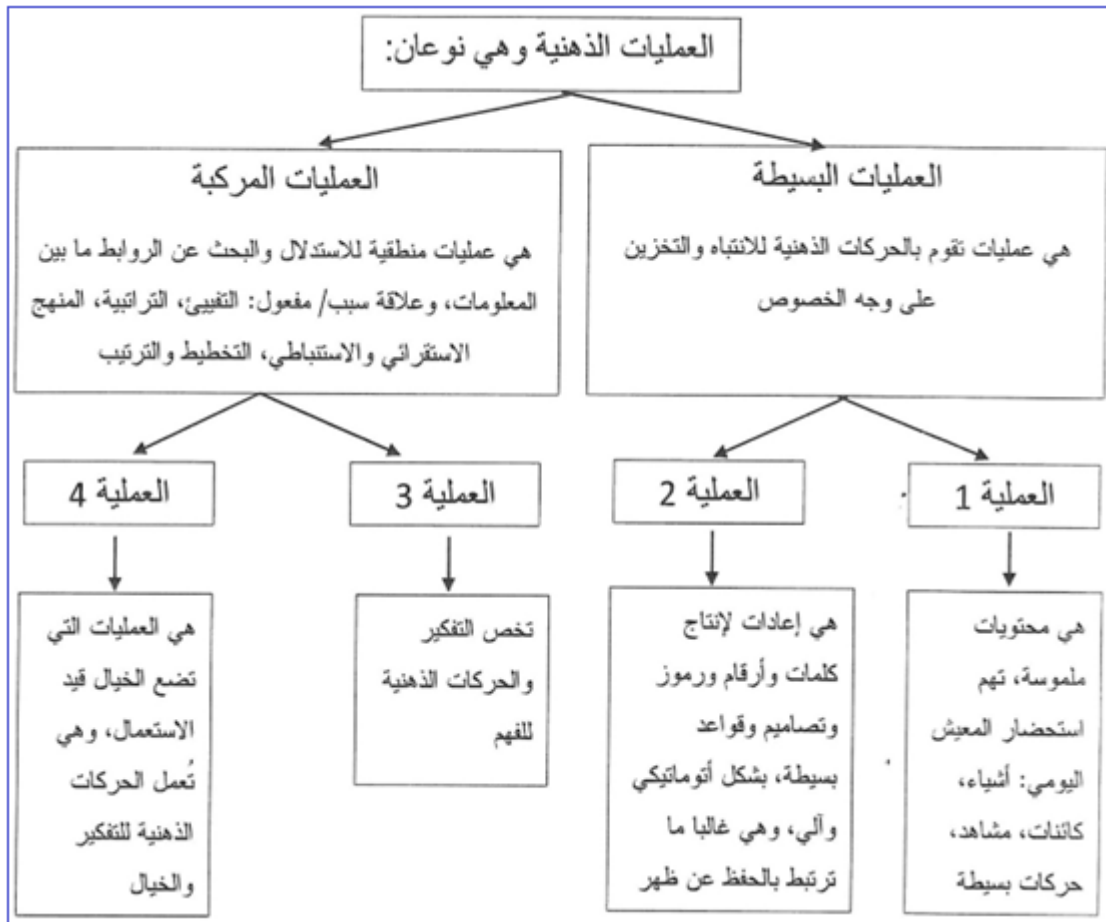 العمليات الذهنية وهي نوعان:
العمليات البسيطة
هي عمليات تقوم بالحركات الذهنية للانتباه والتخزين
على وجه الخصوص
العمليات المركبة
هي عمليات منطقية للاستدلال والبحث عن الروابط ما بين
المعلومات، وعلاقة سبب/ مفعول: التفييئ، التراتبية، المنهج
الاستقرائي والاستنباطي، التخطيط والترتيب
العملية 1
هي محتويات
ملموسة، تهم
استحضار المعيش
اليومي: أشياء،
كائنات، مشاهد،
حركات بسيطة
العملية 2
هي إعادات لإنتاج
كلمات وأرقام ورموز
وتصاميم وقواعد
بسيطة، بشكل أتوماتيكي
وآلي، وهي غالبا ما
ترتبط بالحفظ عن ظهر
العملية 3
تخص التفكير
والحركات الذهنية
للفهم
العملية 4
هي العمليات التي
تضع الخيال قيد
الاستعمال، وهي
تُعمل الحركات
الذهنية للتفكير
والخيال